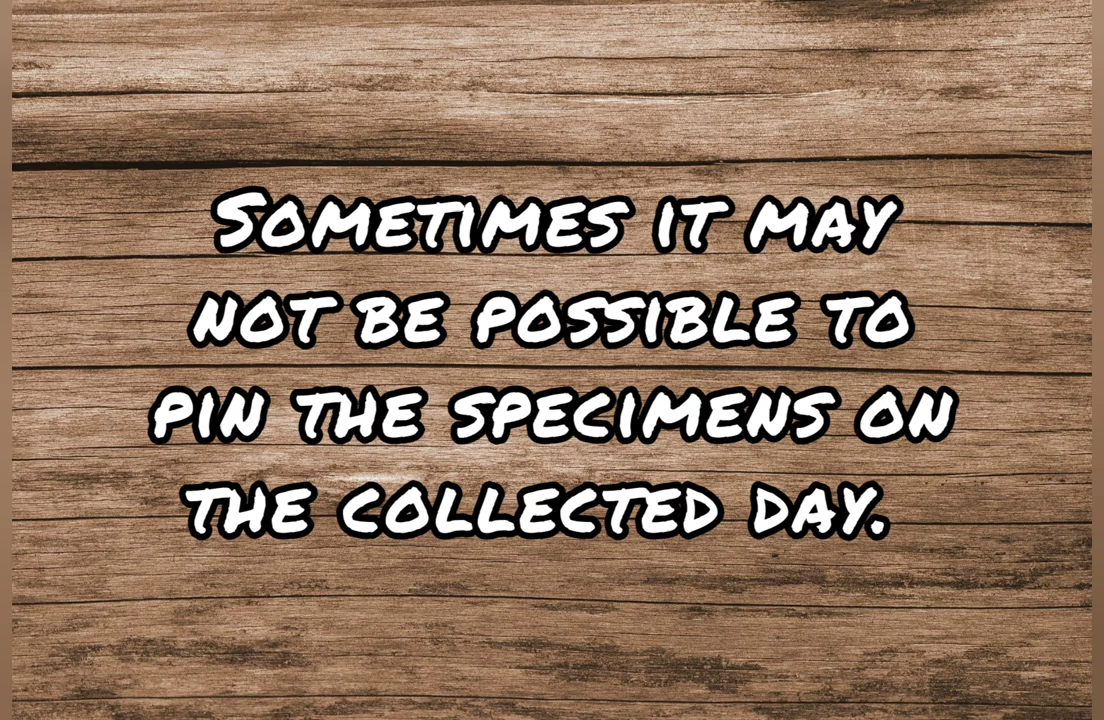 Sometimes it may
not be possible to
pin the specimens on
the collected day.